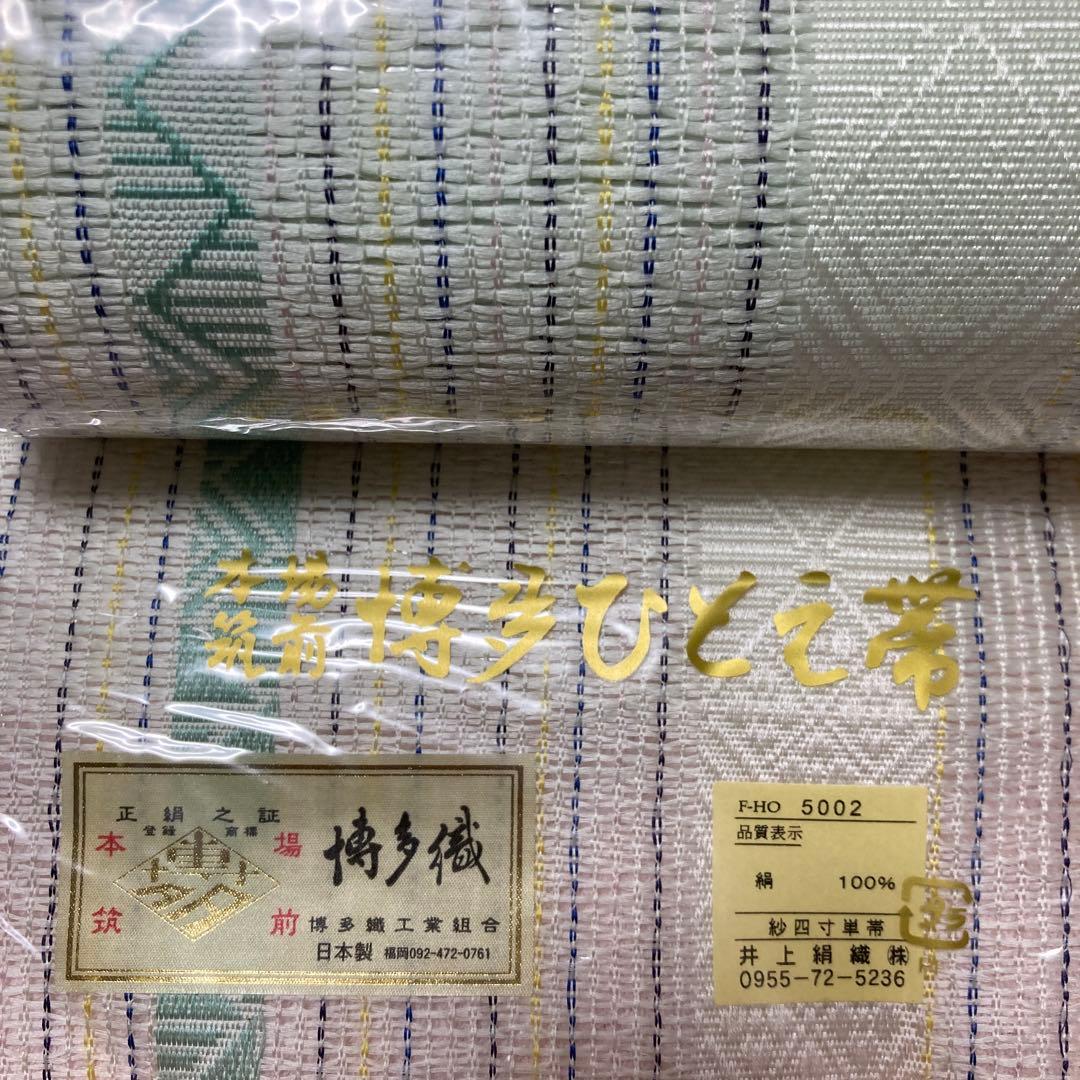 本場
筑前
博多ひとえ帯
正絹之証
登録 商標
本場
筑前
博多織
博多織工業組合
日本製 福岡092-472-0761
F-HO 5002
品質表示
絹 100%
紗四寸単帯
井上絹織㈱
0955-72-5236